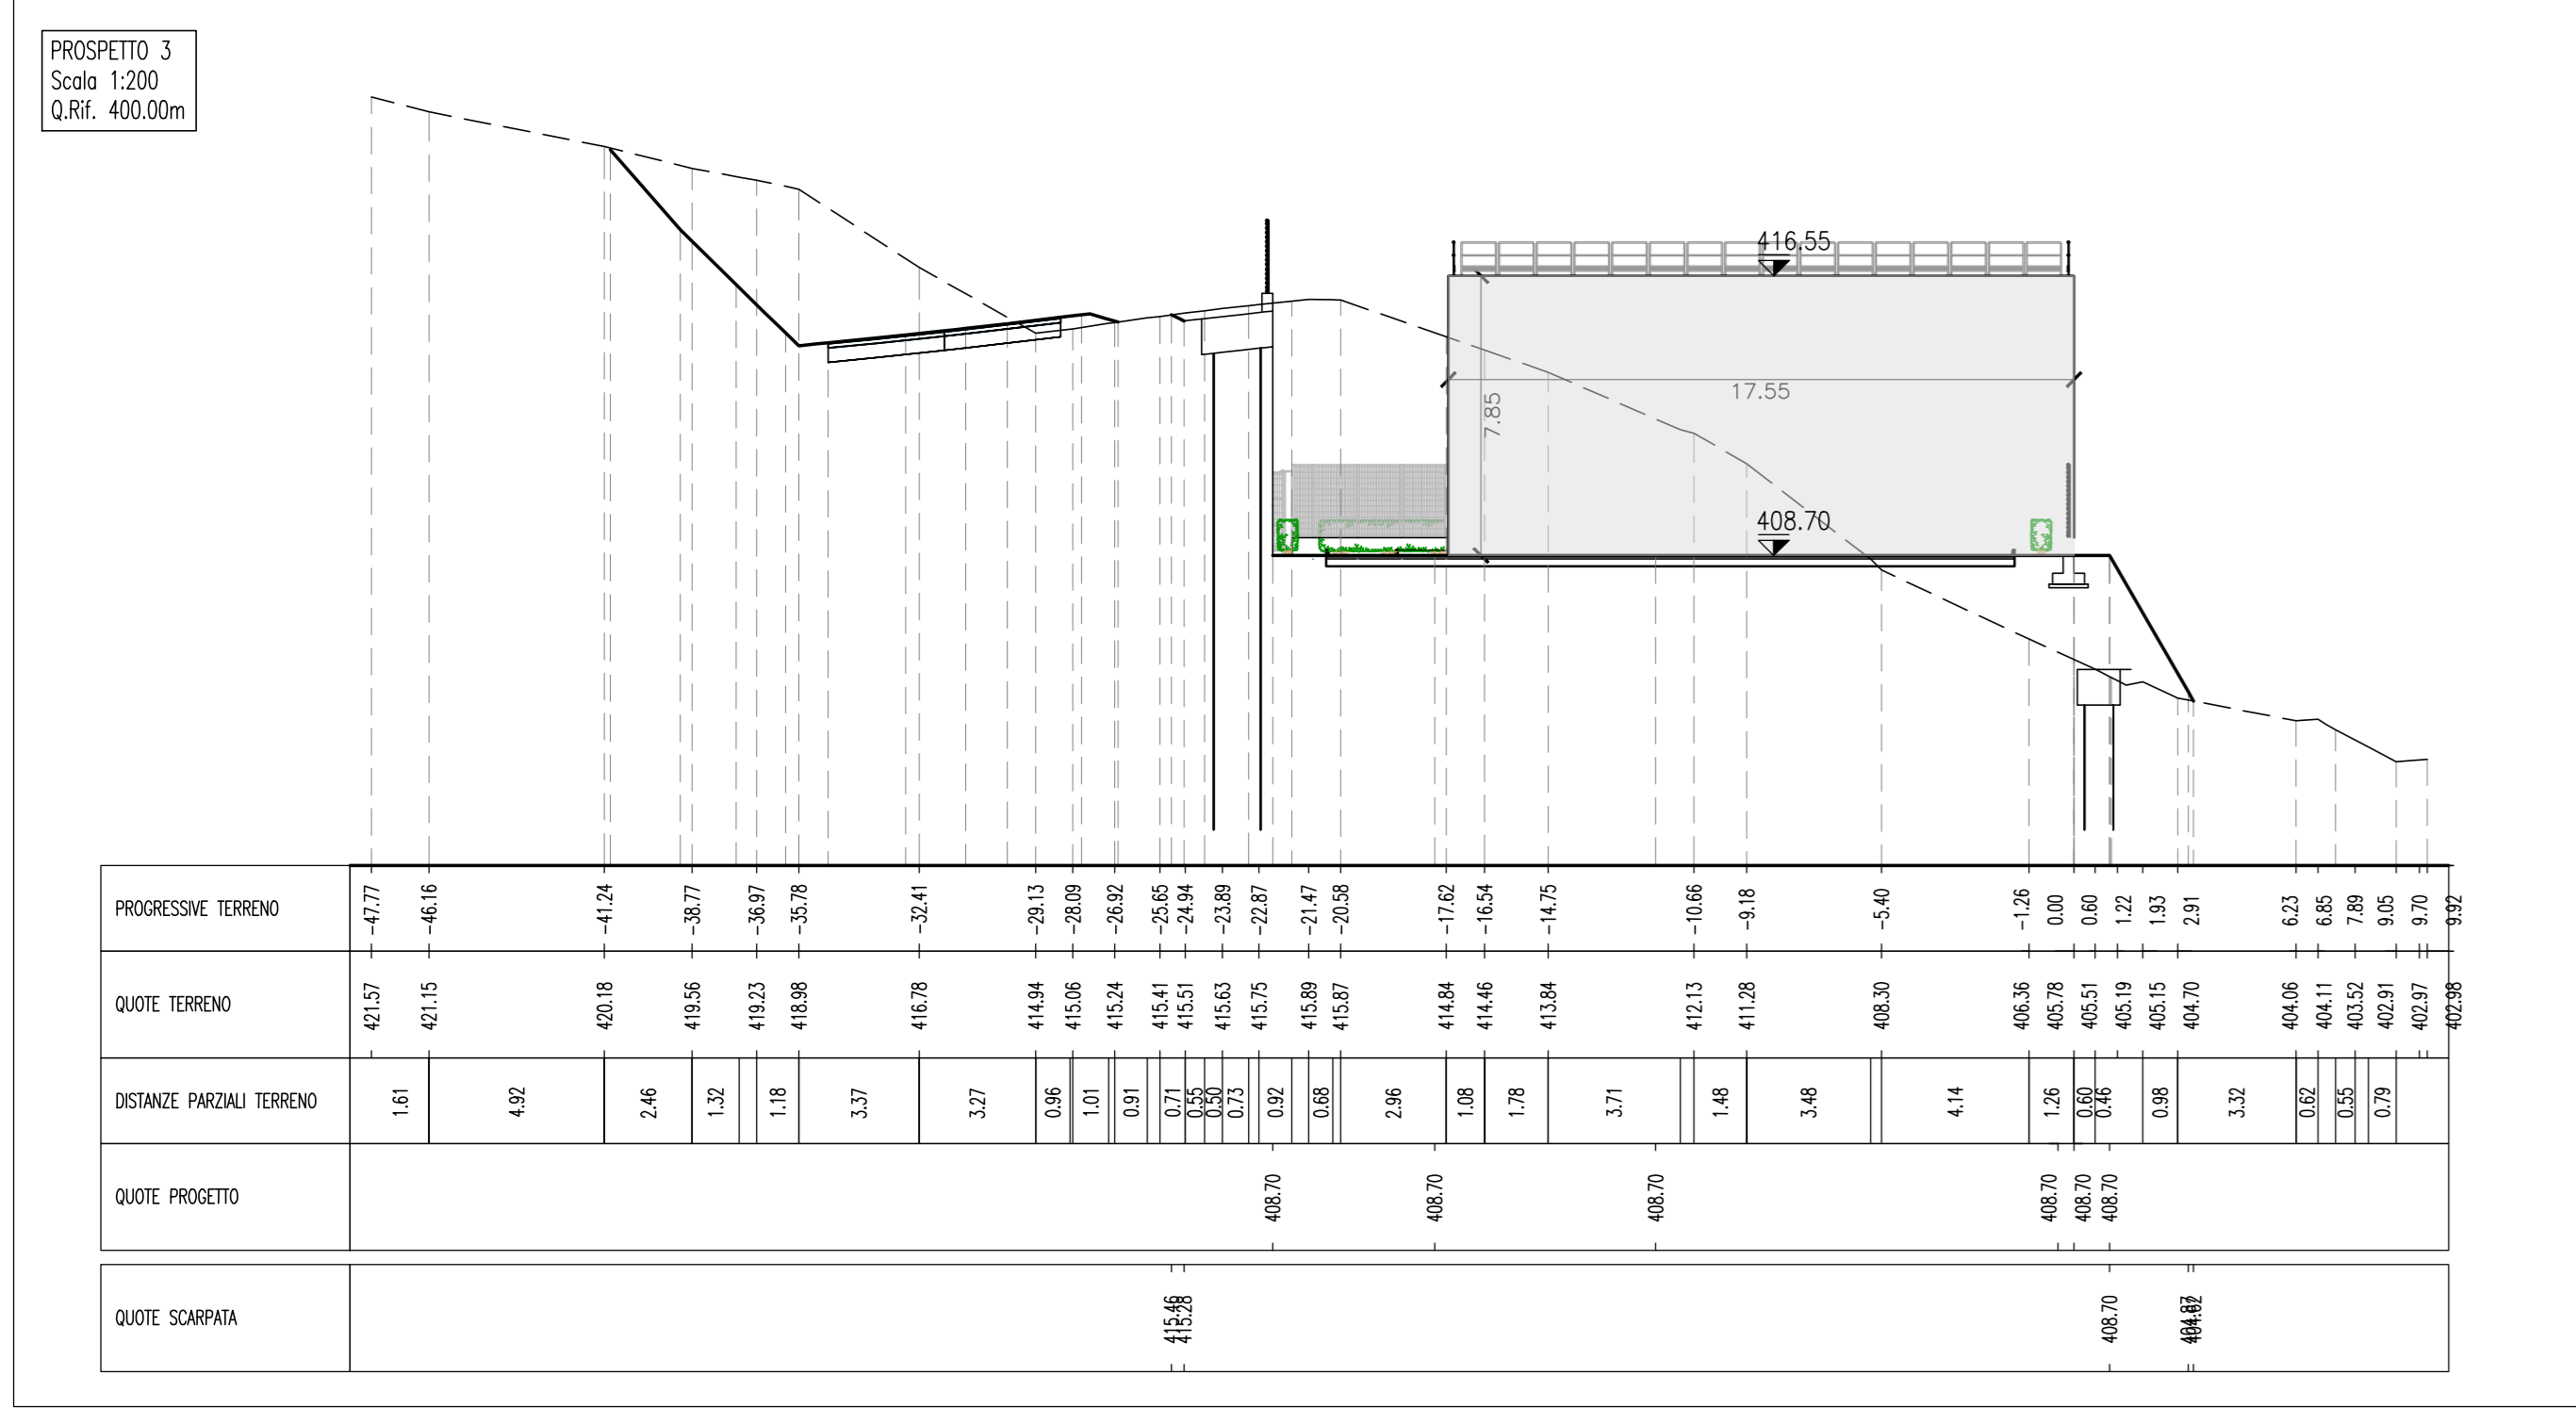 PROSPETTO 3
Scala 1:200
Q.Rif. 400.00m
416.55
17.55
7.85
408.70
PROGRESSIVE TERRENO -47.77 -46.16 -41.24 -38.77 -36.97 -35.78 -32.41 -29.13 -28.09 -26.92 -25.65 -24.94 -23.89 -22.87 -21.47 -20.58 -17.62 -16.54 -14.75 -10.66 -9.18 -5.40 -1.26 0.00 0.60 1.22 1.93 2.91 6.23 6.85 7.89 9.05 9.70 9.92
QUOTE TERRENO 421.57 421.15 420.18 419.56 419.23 418.98 416.78 414.94 415.06 415.24 415.41 415.51 415.63 415.75 415.89 415.87 414.84 414.46 413.84 412.13 411.28 408.30 406.36 405.78 405.51 405.19 405.15 404.70 404.06 404.11 403.52 402.91 402.97 402.98
DISTANZE PARZIALI TERRENO 1.61 4.92 2.46 1.32 1.18 3.37 3.27 0.96 1.01 0.91 0.71 0.55 0.50 0.73 0.92 0.68 2.96 1.08 1.78 3.71 1.48 3.48 4.14 1.26 0.60 0.46 0.98 3.32 0.62 0.55 0.79
QUOTE PROGETTO 408.70 408.70 408.70 408.70 408.70 408.70
QUOTE SCARPATA 415.46 415.28 408.70 404.62